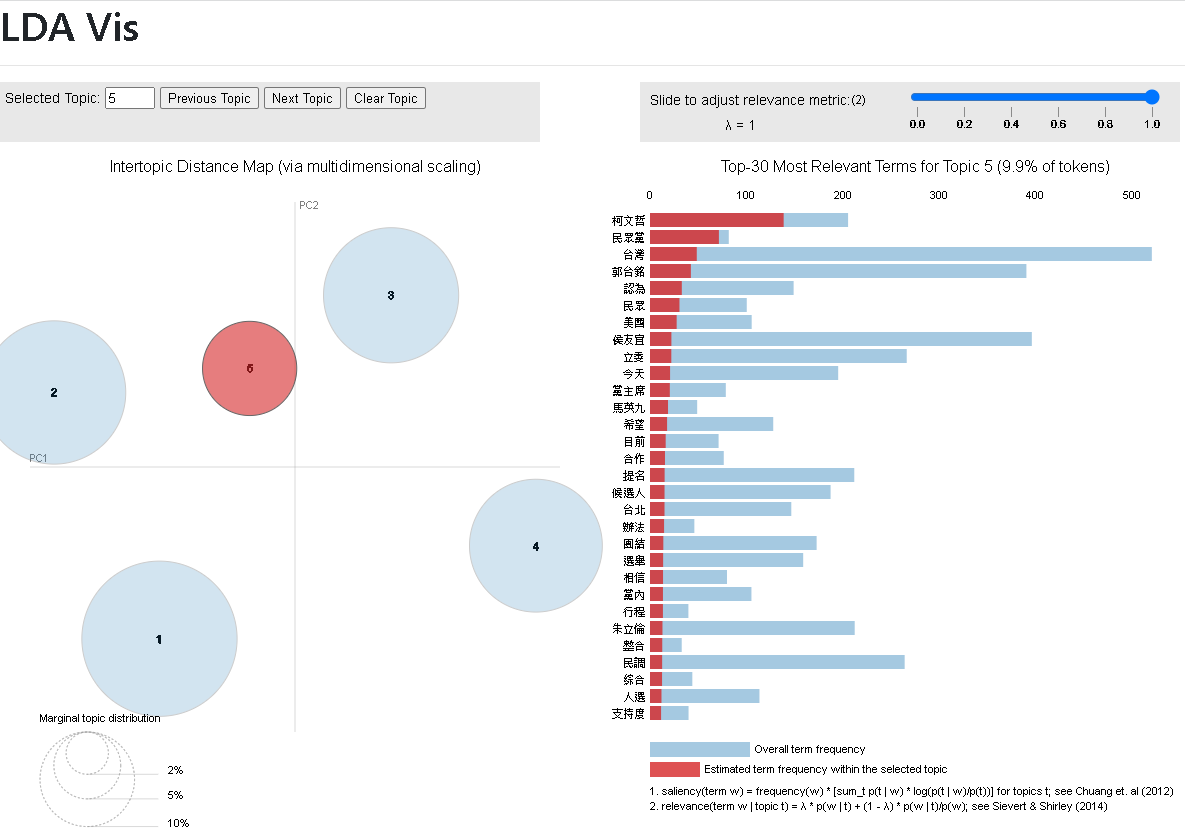 LDA Vis
Selected Topic: 5 Previous Topic Next Topic Clear Topic
Slide to adjust relevance metric:(2)
λ = 1
0.0 0.2 0.4 0.6 0.8 1.0
Intertopic Distance Map (via multidimensional scaling)
PC2
PC1
3
5
2
4
1
Marginal topic distribution
2%
5%
10%
Top-30 Most Relevant Terms for Topic 5 (9.9% of tokens)
0 100 200 300 400 500
柯文哲
民眾黨
台灣
郭台銘
認為
民眾
美國
侯友宜
立委
今天
黨主席
馬英九
希望
目前
合作
提名
候選人
台北
辦法
團結
選舉
相信
黨內
行程
朱立倫
整合
民調
綜合
人選
支持度
Overall term frequency
Estimated term frequency within the selected topic
1. saliency(term w) = frequency(w) * [sum_t p(t | w) * log(p(t | w)/p(t))] for topics t; see Chuang et. al (2012)
2. relevance(term w | topic t) = λ * p(w | t) + (1 - λ) * p(w | t)/p(w); see Sievert & Shirley (2014)